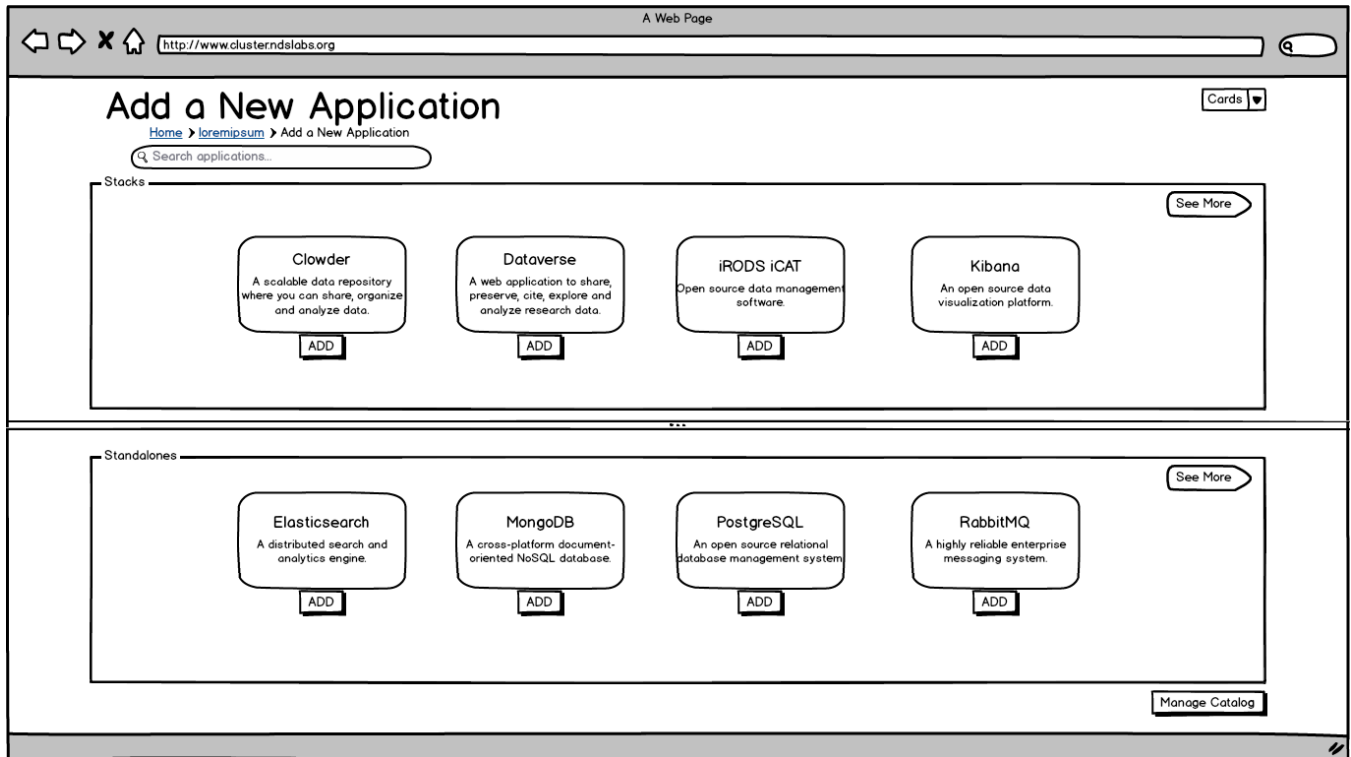 A Web Page
http://www.cluster.ndslabs.org
Add a New Application
Cards
Home > loremipsum > Add a New Application
Search applications...
Stacks
See More
Clowder
A scalable data repository
where you can share, organize
and analyze data.
ADD
Dataverse
A web application to share,
preserve, cite, explore and
analyze research data.
ADD
iRODS iCAT
Open source data management
software.
ADD
Kibana
An open source data
visualization platform.
ADD
Standalones
See More
Elasticsearch
A distributed search and
analytics engine.
ADD
MongoDB
A cross-platform document-
oriented NoSQL database.
ADD
PostgreSQL
An open source relational
database management system
ADD
RabbitMQ
A highly reliable enterprise
messaging system.
ADD
Manage Catalog